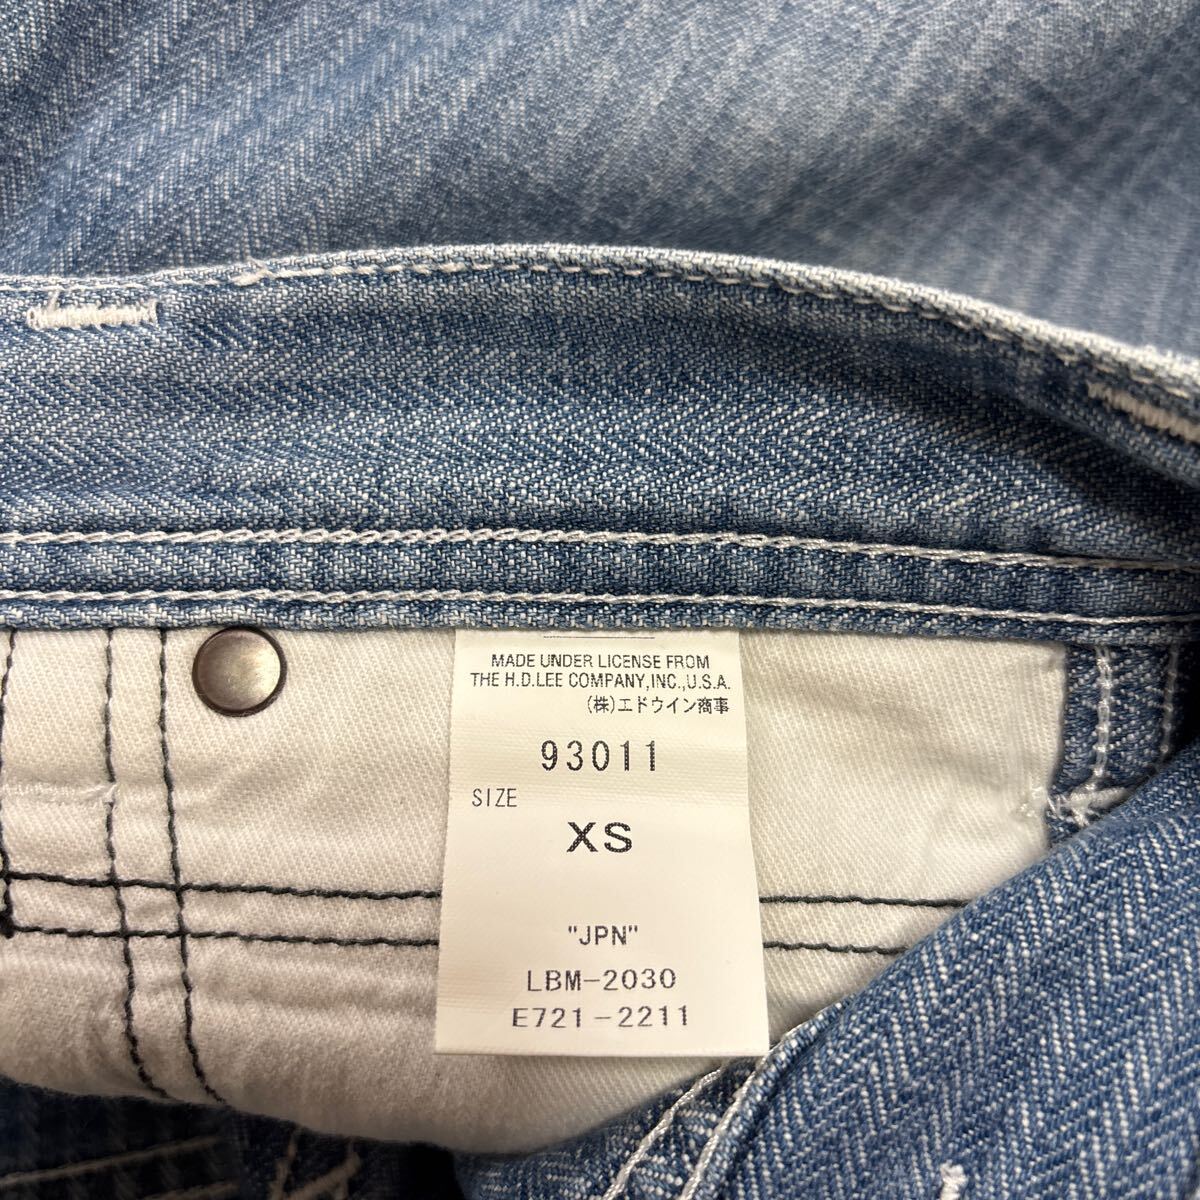 MADE UNDER LICENSE FROM
THE H.D.LEE COMPANY,INC.,U.S.A.
(株)エドウイン商事
93011
SIZE
XS
"JPN"
LBM-2030
E721-2211